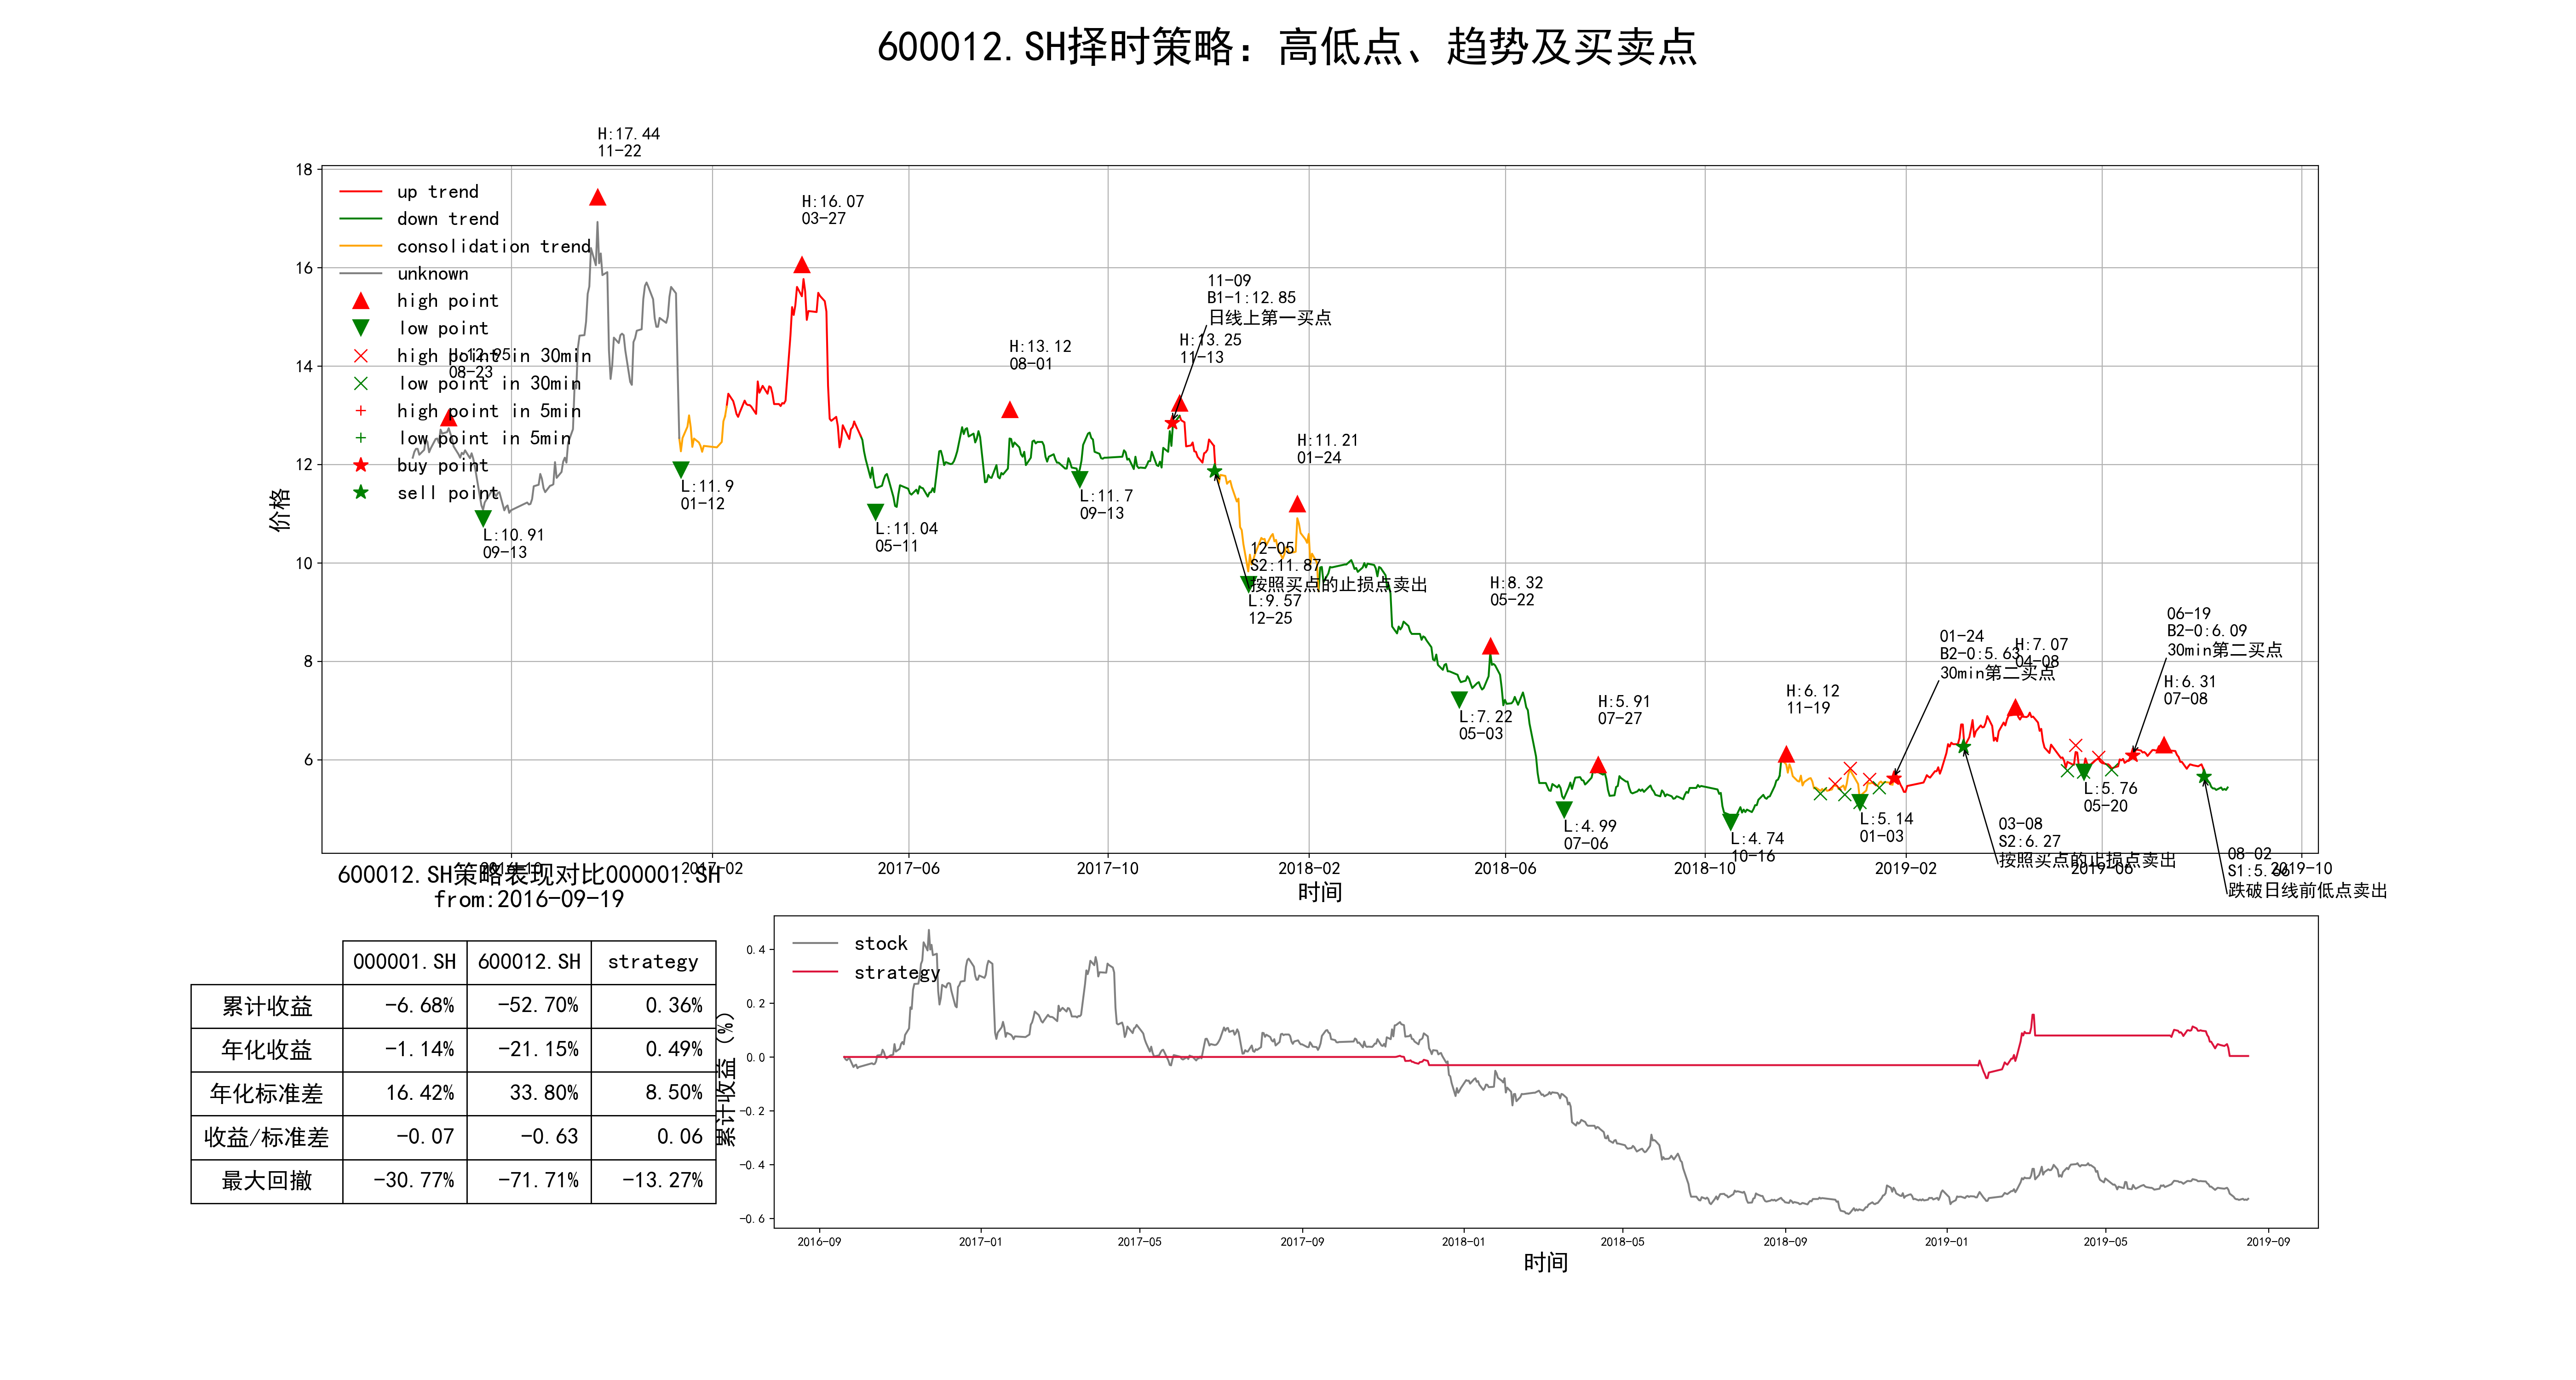 600012.SH择时策略：高低点、趋势及买卖点
H:17.44
11-22
18
16
14
12
10
8
6
价格
up trend
down trend
consolidation trend
unknown
high point
low point
high point in 30min
low point in 30min
high point in 5min
low point in 5min
buy point
sell point
H:12.95
08-23
L:10.91
09-13
L:11.9
01-12
H:16.07
03-27
L:11.04
05-11
H:13.12
08-01
L:11.7
09-13
11-09
B1-1:12.85
日线上第一买点
H:13.25
11-13
H:11.21
01-24
12-05
S2:11.87
按照买点的止损点卖出
L:9.57
12-25
H:8.32
05-22
L:7.22
05-03
H:5.91
07-27
L:4.99
07-06
H:6.12
11-19
L:4.74
10-16
L:5.14
01-03
01-24
B2-0:5.63
30min第二买点
H:7.07
04-08
03-08
S2:6.27
按照买点的止损点卖出
L:5.76
05-20
06-19
B2-0:6.09
30min第二买点
H:6.31
07-08
08-02
S1:5.66
跌破日线前低点卖出
2016-10
2017-02
2017-06
2017-10
2018-02
2018-06
2018-10
2019-02
2019-06
2019-10
时间
600012.SH策略表现对比000001.SH
from:2016-09-19
000001.SH 600012.SH strategy
累计收益 -6.68% -52.70% 0.36%
年化收益 -1.14% -21.15% 0.49%
年化标准差 16.42% 33.80% 8.50%
收益/标准差 -0.07 -0.63 0.06
最大回撤 -30.77% -71.71% -13.27%
累计收益（%）
0.4
0.2
0.0
-0.2
-0.4
-0.6
stock
strategy
2016-09
2017-01
2017-05
2017-09
2018-01
2018-05
2018-09
2019-01
2019-05
2019-09
时间